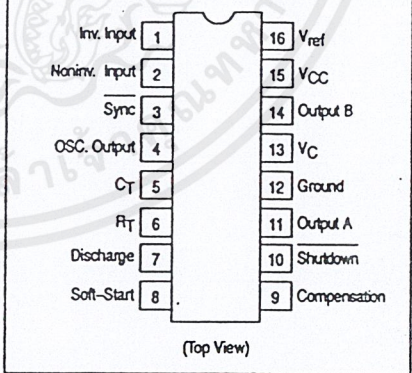 Inv. Input 1 16 Vref
Noninv. Input 2 15 VCC
Sync 3 14 Output B
OSC. Output 4 13 VC
CT 5 12 Ground
RT 6 11 Output A
Discharge 7 10 Shutdown
Soft-Start 8 9 Compensation
(Top View)